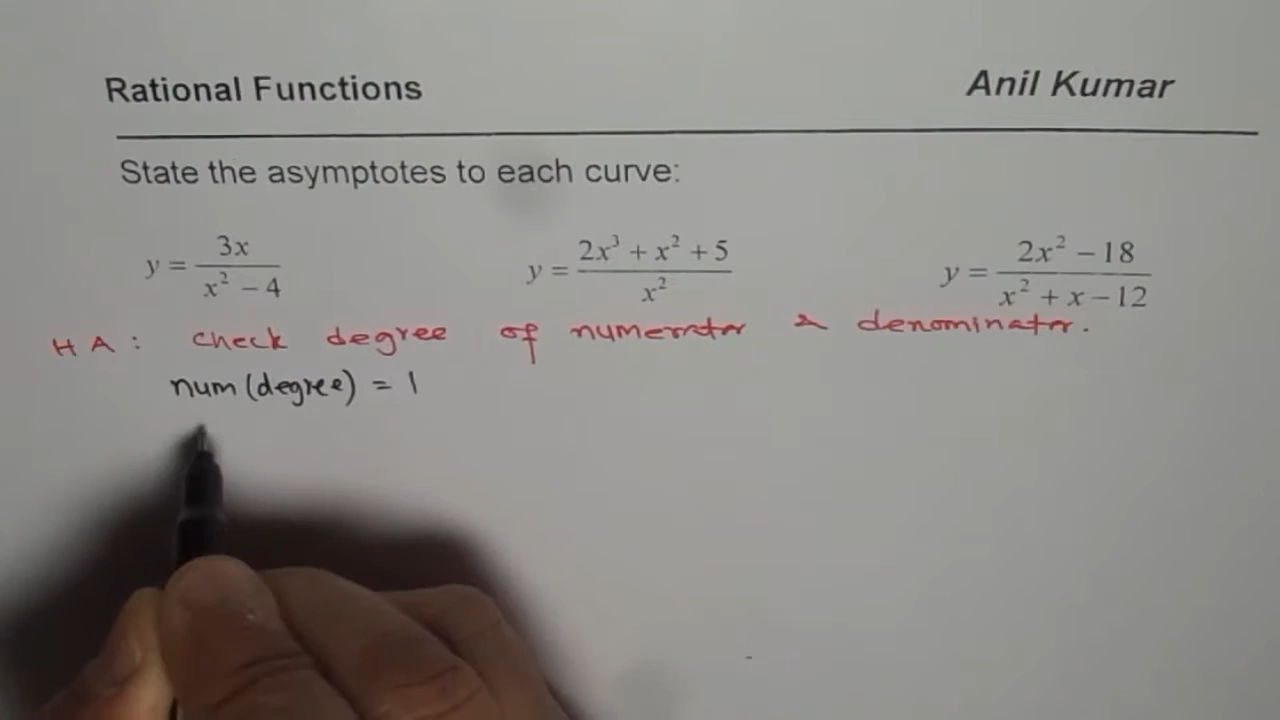 Rational Functions Anil Kumar
State the asymptotes to each curve:
y = 3x / (x² − 4) y = (2x³ + x² + 5) / x² y = (2x² − 18) / (x² + x − 12)
HA: check degree of numerator & denominator.
num (degree) = 1